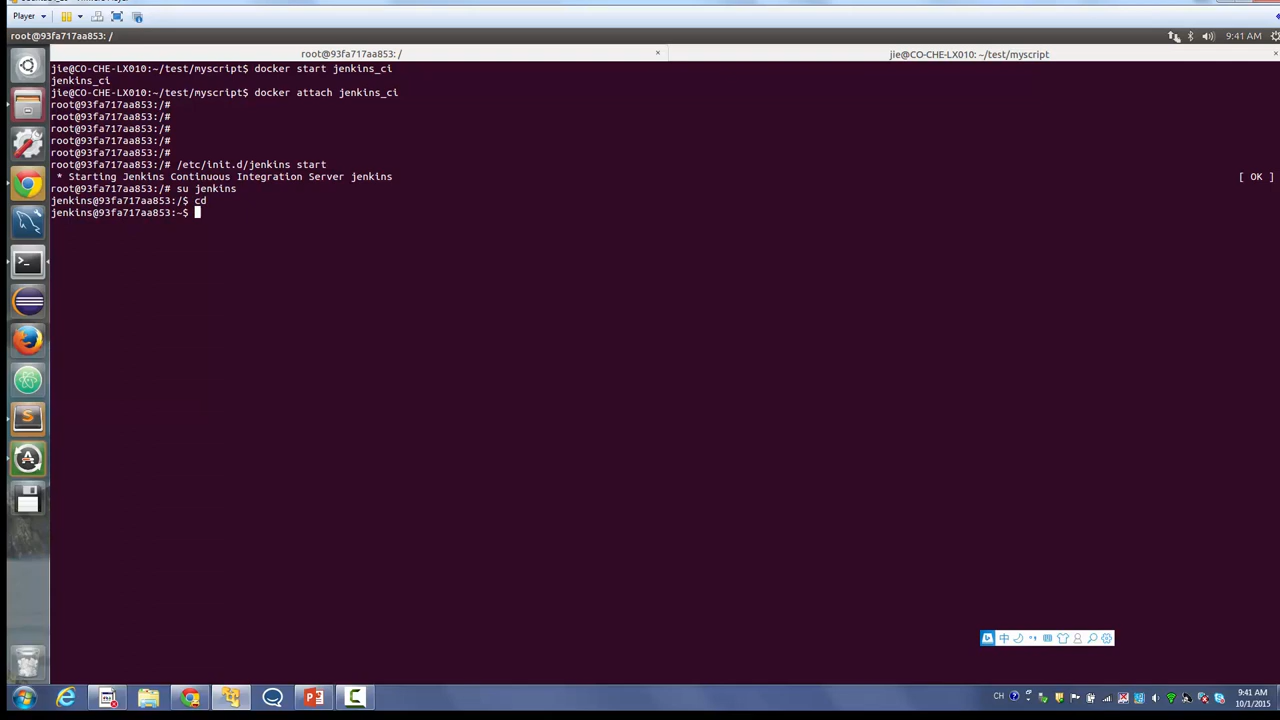 Player
root@93fa717aa853: /
9:41 AM
root@93fa717aa853: /
×
jie@CO-CHE-LX010: ~/test/myscript
×
jie@CO-CHE-LX010:~/test/myscript$ docker start jenkins_ci
jenkins_ci
jie@CO-CHE-LX010:~/test/myscript$ docker attach jenkins_ci
root@93fa717aa853:/#
root@93fa717aa853:/#
root@93fa717aa853:/#
root@93fa717aa853:/#
root@93fa717aa853:/#
root@93fa717aa853:/# /etc/init.d/jenkins start
* Starting Jenkins Continuous Integration Server jenkins [ OK ]
root@93fa717aa853:/# su jenkins
jenkins@93fa717aa853:/$ cd
jenkins@93fa717aa853:~$
中
CH
9:41 AM
10/1/2015